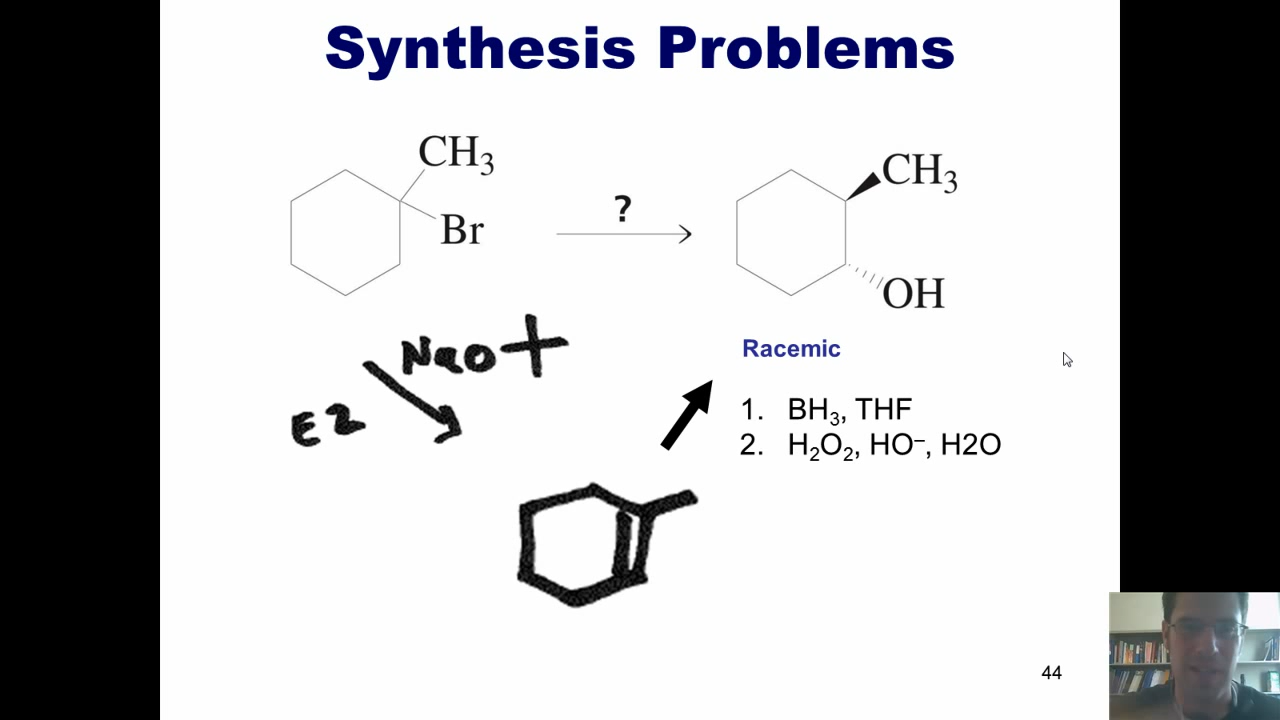 Synthesis Problems
CH₃
Br
?
CH₃
OH
NaO
E2
Racemic
1. BH₃, THF
2. H₂O₂, HO⁻, H2O
44